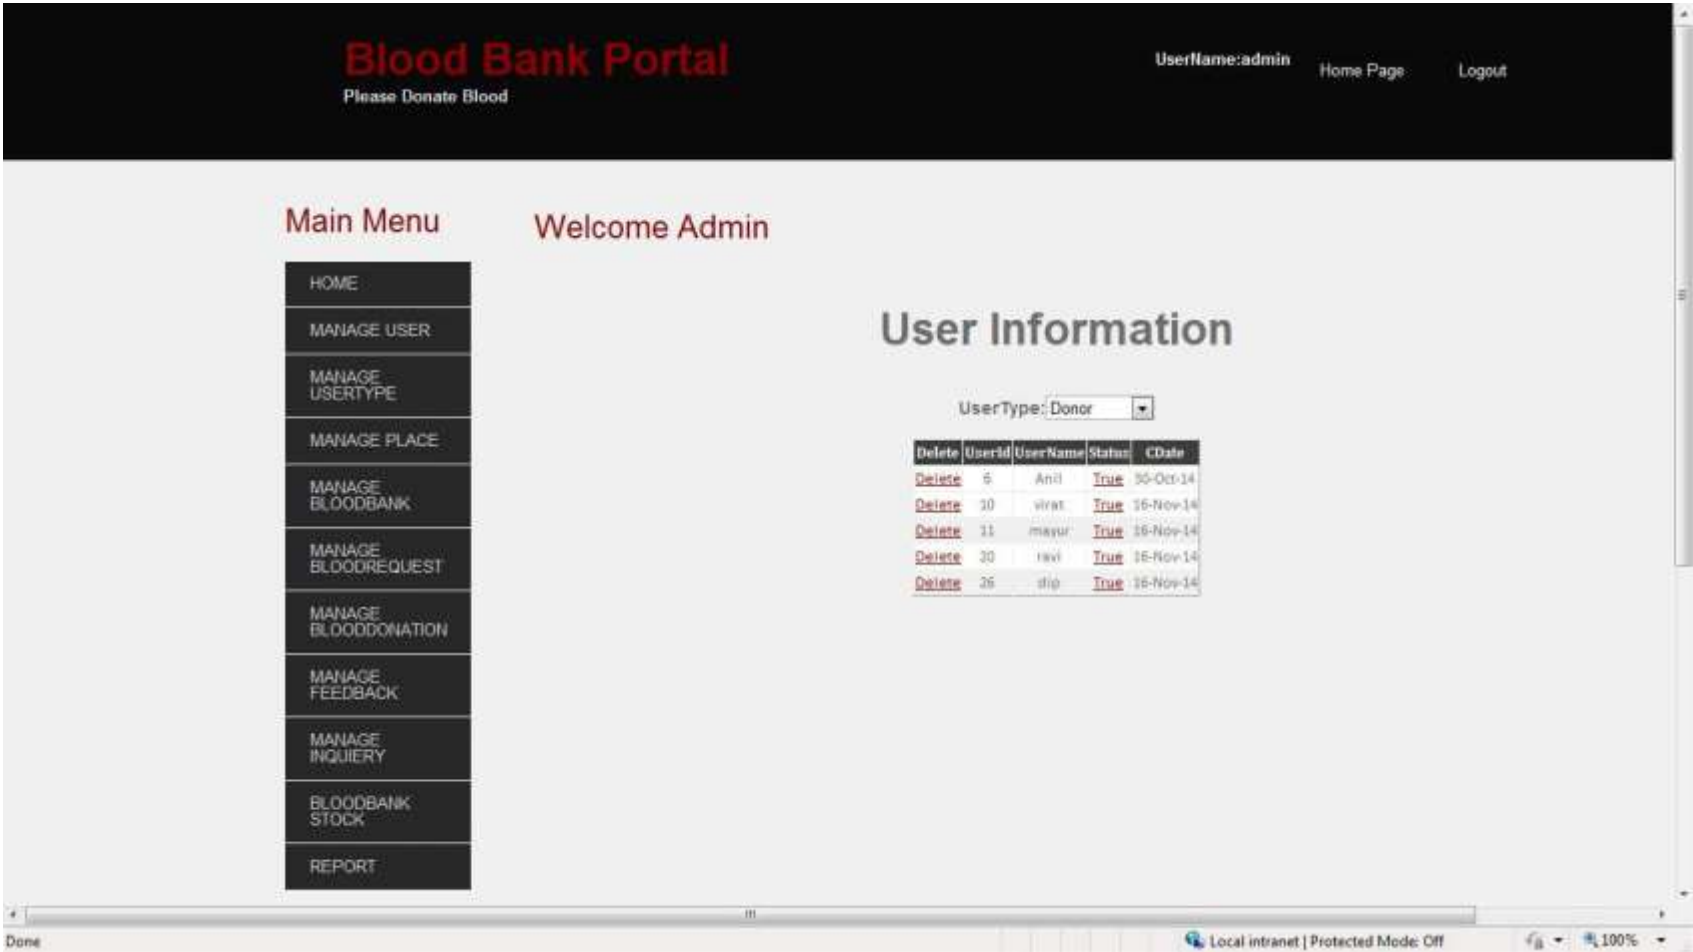 Blood Bank Portal
Please Donate Blood
UserName:admin
Home Page
Logout
Main Menu
HOME
MANAGE USER
MANAGE
USERTYPE
MANAGE PLACE
MANAGE
BLOODBANK
MANAGE
BLOODREQUEST
MANAGE
BLOODDONATION
MANAGE
FEEDBACK
MANAGE
INQUIERY
BLOODBANK
STOCK
REPORT
Welcome Admin
User Information
UserType: Donor
Delete UserId UserName Status CDate
Delete 6 Anil True 30-Oct-14
Delete 10 virat True 16-Nov-14
Delete 11 mayur True 16-Nov-14
Delete 20 ravi True 16-Nov-14
Delete 26 True 16-Nov-14
Done
Local intranet | Protected Mode: Off
100%